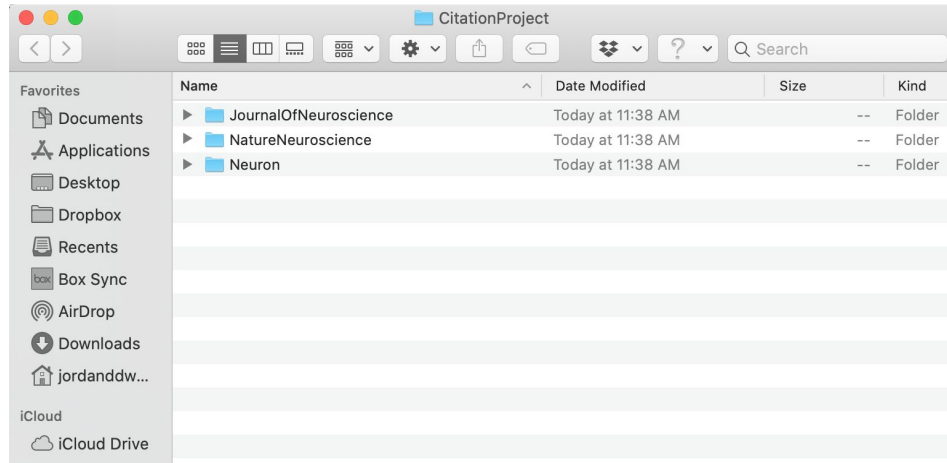 CitationProject
Search
Favorites
Documents
Applications
Desktop
Dropbox
Recents
box Box Sync
AirDrop
Downloads
jordanddw...
iCloud
iCloud Drive
Name Date Modified Size Kind
JournalOfNeuroscience Today at 11:38 AM -- Folder
NatureNeuroscience Today at 11:38 AM -- Folder
Neuron Today at 11:38 AM -- Folder